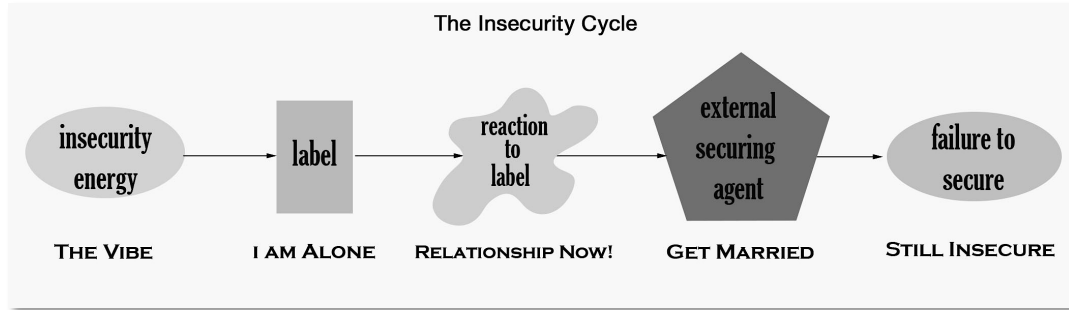 The Insecurity Cycle
insecurity
energy
label
reaction
to
label
external
securing
agent
failure to
secure
THE VIBE
I AM ALONE
RELATIONSHIP NOW!
GET MARRIED
STILL INSECURE